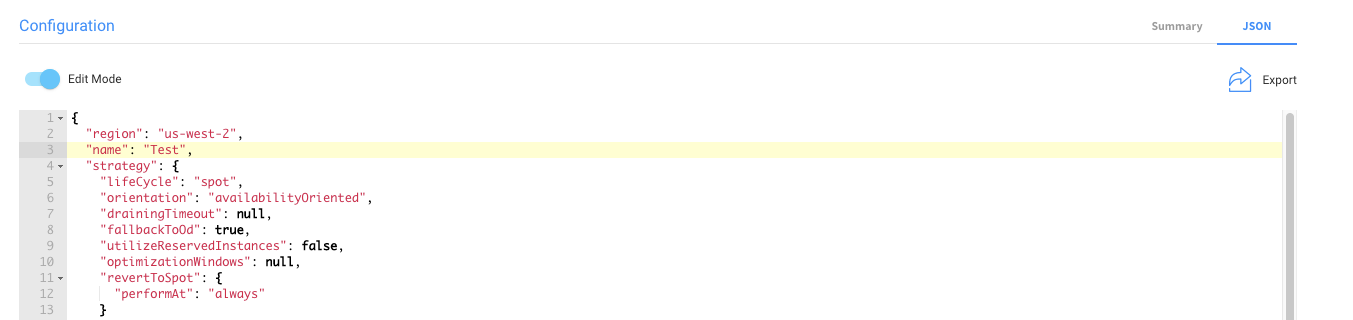 Configuration
Summary JSON
Edit Mode
Export
1 {
2 "region": "us-west-2",
3 "name": "Test",
4 "strategy": {
5 "lifeCycle": "spot",
6 "orientation": "availabilityOriented",
7 "drainingTimeout": null,
8 "fallbackToOd": true,
9 "utilizeReservedInstances": false,
10 "optimizationWindows": null,
11 "revertToSpot": {
12 "performAt": "always"
13 }